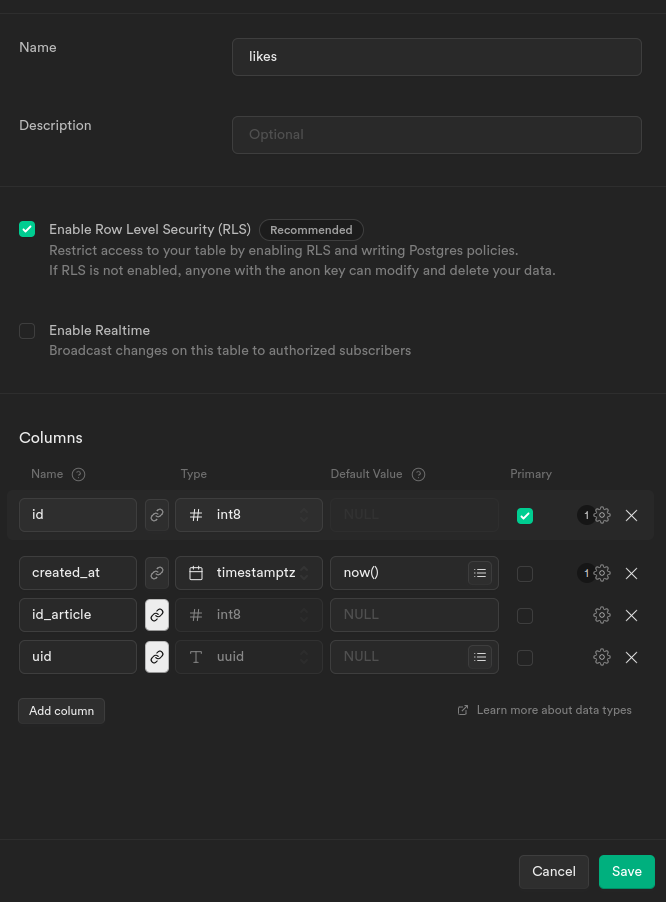 Name
likes
Description
Optional
Enable Row Level Security (RLS) Recommended
Restrict access to your table by enabling RLS and writing Postgres policies.
If RLS is not enabled, anyone with the anon key can modify and delete your data.
Enable Realtime
Broadcast changes on this table to authorized subscribers
Columns
Name ? Type Default Value ? Primary
id # int8 NULL 1
created_at timestamptz now() 1
id_article # int8 NULL
uid T uuid NULL
Add column Learn more about data types
Cancel Save